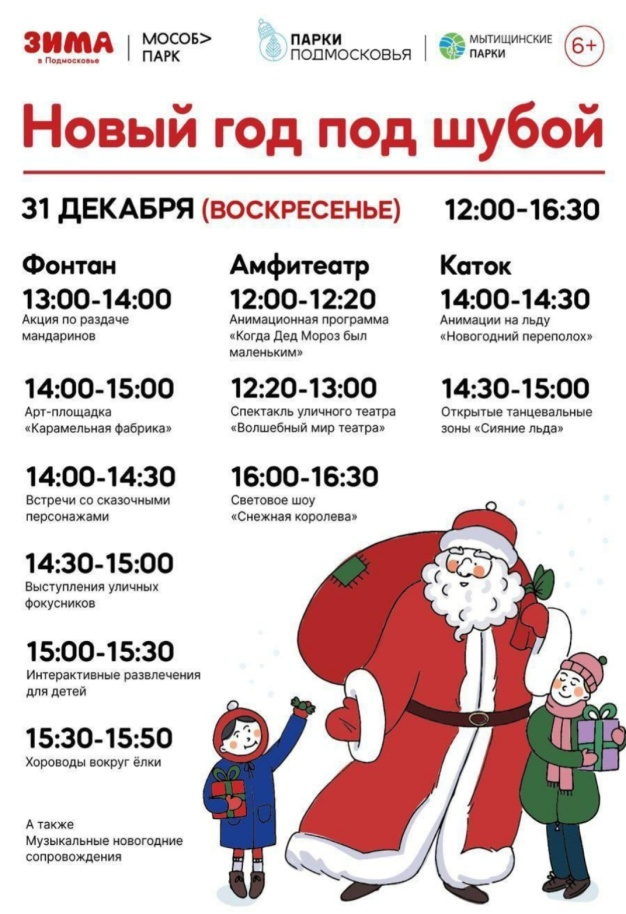 ЗИМА
в Подмосковье
МОСОБ>
ПАРК
ПАРКИ
ПОДМОСКОВЬЯ
МЫТИЩИНСКИЕ
ПАРКИ
6+
Новый год под шубой
31 ДЕКАБРЯ (ВОСКРЕСЕНЬЕ) 12:00-16:30
Фонтан
13:00-14:00
Акция по раздаче
мандаринов
14:00-15:00
Арт-площадка
«Карамельная фабрика»
14:00-14:30
Встречи со сказочными
персонажами
14:30-15:00
Выступления уличных
фокусников
15:00-15:30
Интерактивные развлечения
для детей
15:30-15:50
Хороводы вокруг ёлки
А также
Музыкальные новогодние
сопровождения
Амфитеатр
12:00-12:20
Анимационная программа
«Когда Дед Мороз был
маленьким»
12:20-13:00
Спектакль уличного театра
«Волшебный мир театра»
16:00-16:30
Световое шоу
«Снежная королева»
Каток
14:00-14:30
Анимации на льду
«Новогодний переполох»
14:30-15:00
Открытые танцевальные
зоны «Сияние льда»